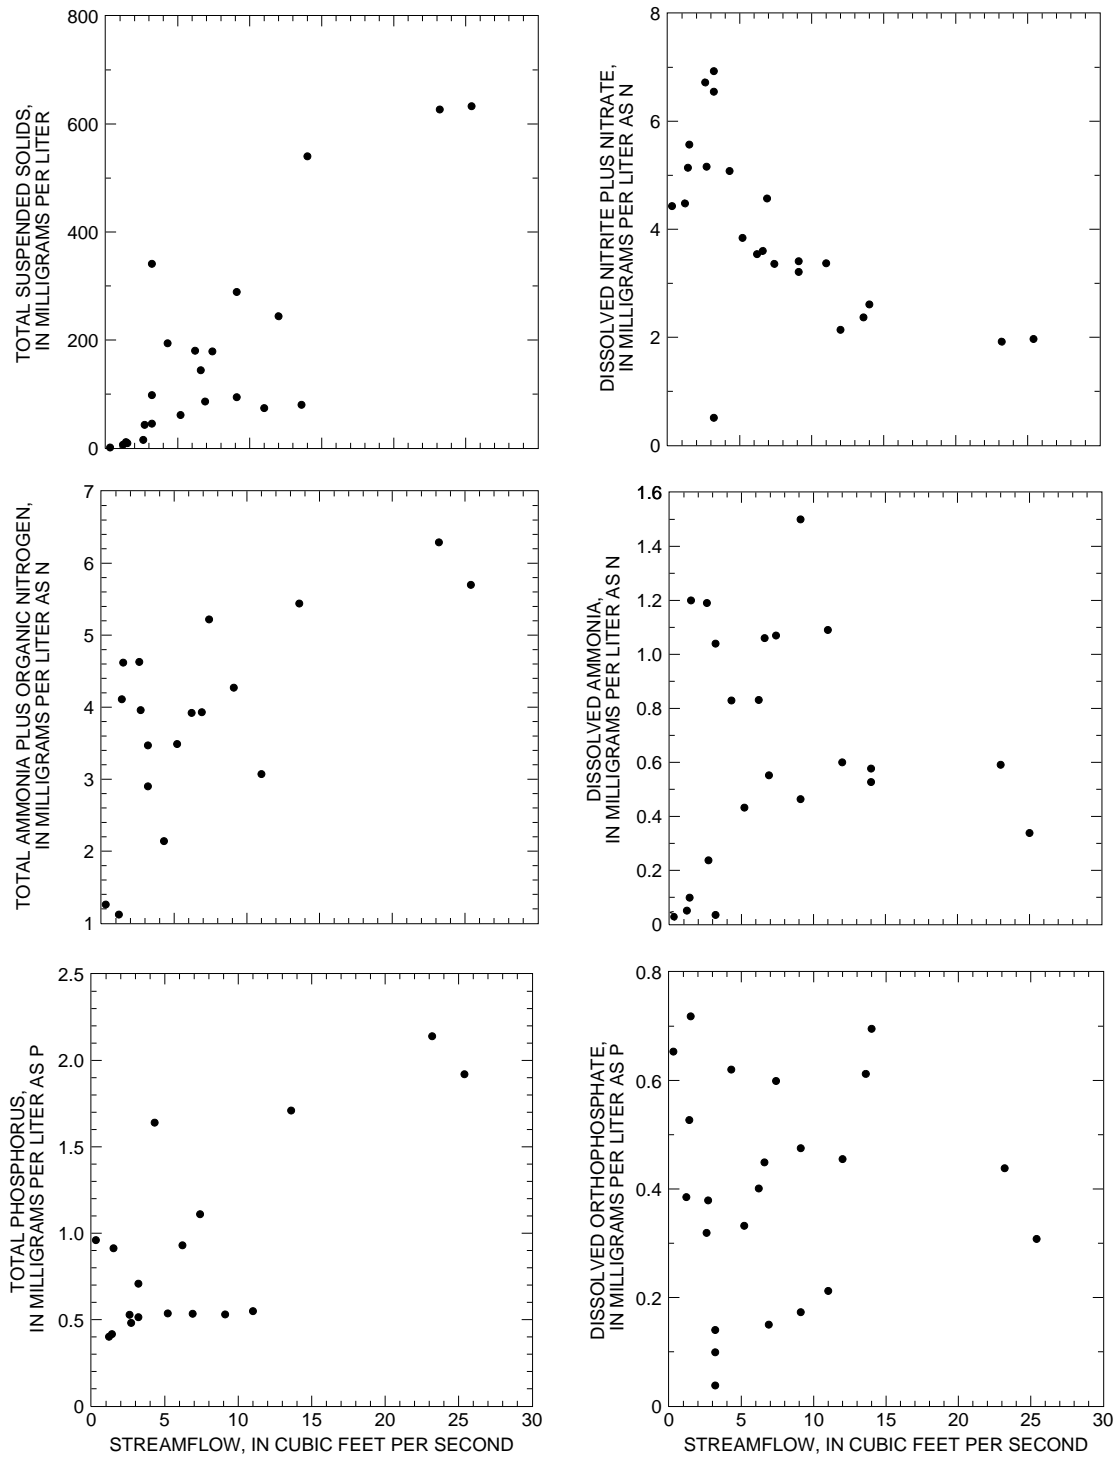 TOTAL SUSPENDED SOLIDS,
IN MILLIGRAMS PER LITER
800
600
400
200
0
DISSOLVED NITRITE PLUS NITRATE,
IN MILLIGRAMS PER LITER AS N
8
6
4
2
0
TOTAL AMMONIA PLUS ORGANIC NITROGEN,
IN MILLIGRAMS PER LITER AS N
7
6
5
4
3
2
1
DISSOLVED AMMONIA,
IN MILLIGRAMS PER LITER AS N
1.6
1.4
1.2
1.0
0.8
0.6
0.4
0.2
0
TOTAL PHOSPHORUS,
IN MILLIGRAMS PER LITER AS P
2.5
2.0
1.5
1.0
0.5
0
0 5 10 15 20 25 30
STREAMFLOW, IN CUBIC FEET PER SECOND
DISSOLVED ORTHOPHOSPHATE,
IN MILLIGRAMS PER LITER AS P
0.8
0.6
0.4
0.2
0
0 5 10 15 20 25 30
STREAMFLOW, IN CUBIC FEET PER SECOND